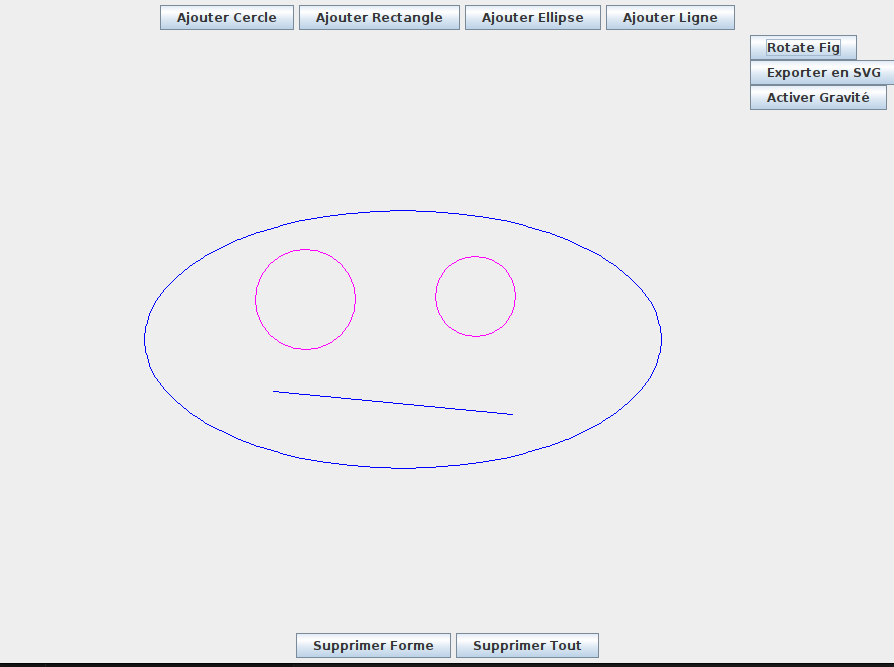 Ajouter Cercle Ajouter Rectangle Ajouter Ellipse Ajouter Ligne
Rotate Fig
Exporter en SVG
Activer Gravité
Supprimer Forme Supprimer Tout